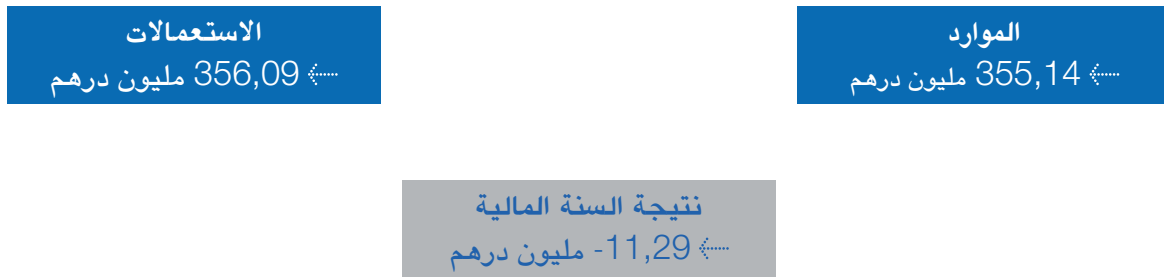 الموارد
355,14 مليون درهم
الاستعمالات
356,09 مليون درهم
نتيجة السنة المالية
-11,29 مليون درهم